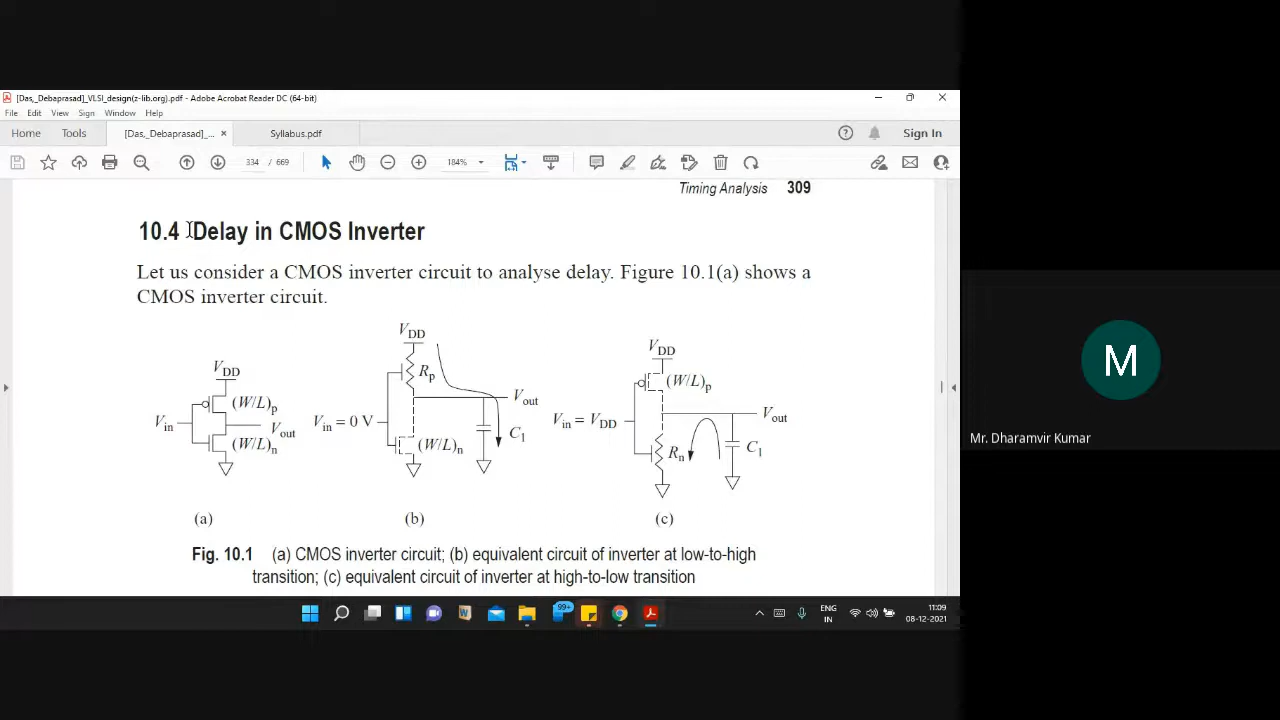 [Das,_Debaprasad]_VLSI_design(z-lib.org).pdf - Adobe Acrobat Reader DC (64-bit)
File Edit View Sign Window Help
Home Tools [Das,_Debaprasad]_... × Syllabus.pdf Sign In
334 / 669 184%
Timing Analysis 309
10.4 Delay in CMOS Inverter
Let us consider a CMOS inverter circuit to analyse delay. Figure 10.1(a) shows a
CMOS inverter circuit.
VDD
(W/L)p
Vin
Vout
(W/L)n
(a)
VDD
Rp
Vout
Vin = 0 V
C1
(W/L)n
(b)
VDD
(W/L)p
Vout
Vin = VDD
Rn
C1
(c)
Fig. 10.1 (a) CMOS inverter circuit; (b) equivalent circuit of inverter at low-to-high
transition; (c) equivalent circuit of inverter at high-to-low transition
99+
ENG
IN
11:09
08-12-2021
M
Mr. Dharamvir Kumar